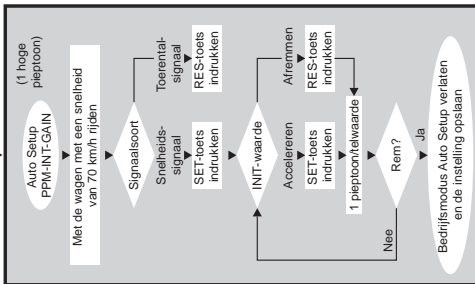 (1 hoge
pieptoon)
Auto Setup
PPM-INT-GAIN
Met de wagen met een snelheid
van 70 km/h rijden
Signaalsoort
Snelheids-
signaal
Toerental-
signaal
SET-toets
indrukken
RES-toets
indrukken
INIT-waarde
Accelereren
Afremmen
SET-toets
indrukken
RES-toets
indrukken
1 pieptoon/telwaarde
Rem?
Nee
Ja
Bedrijfsmodus Auto Setup verlaten
en de instelling opslaan